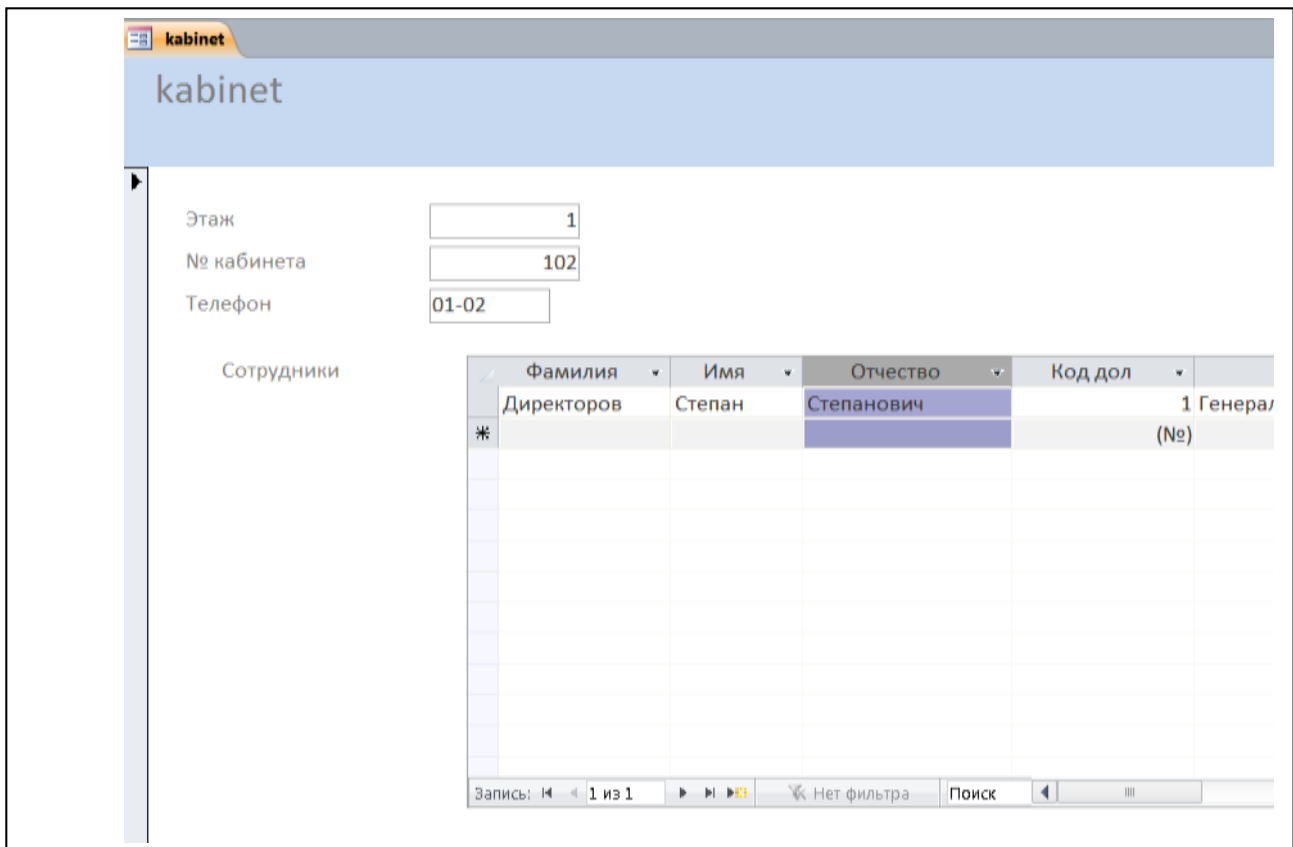 kabinet
kabinet
Этаж 1
№ кабинета 102
Телефон 01-02
Сотрудники Фамилия Имя Отчество Код дол
Директоров Степан Степанович 1 Генерал
(№)
Запись: 1 из 1 Нет фильтра Поиск